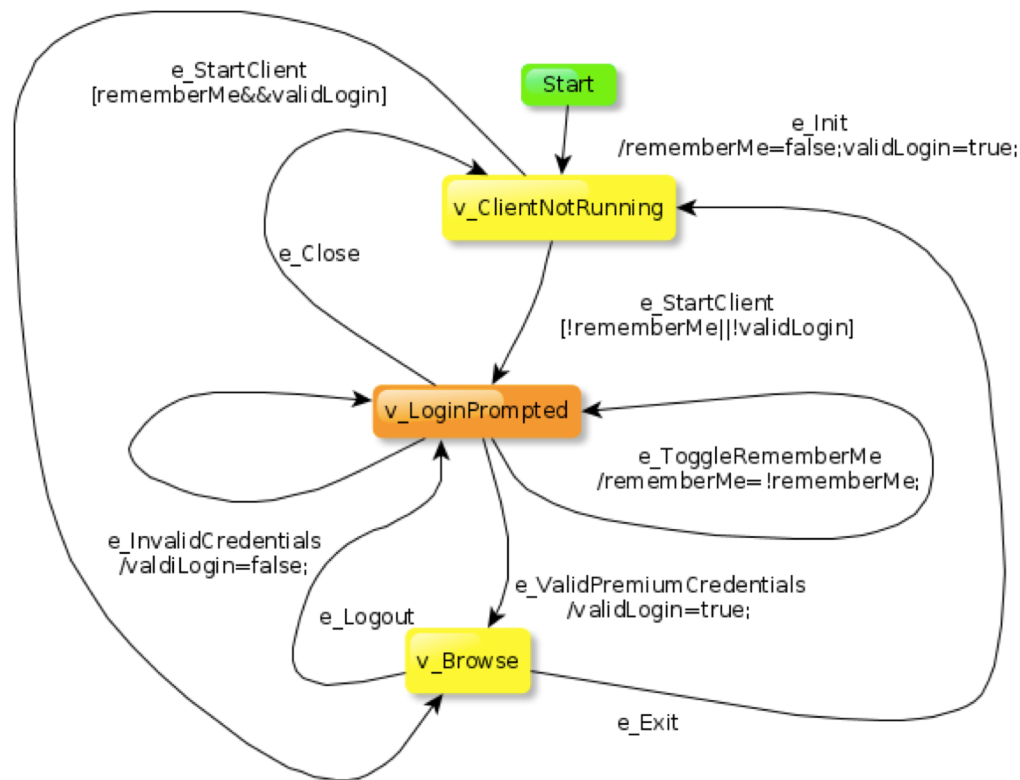 e_StartClient
[rememberMe&&validLogin]
Start
e_Init
/rememberMe=false;validLogin=true;
v_ClientNotRunning
e_Close
e_StartClient
[!rememberMe||!validLogin]
v_LoginPrompted
e_ToggleRememberMe
/rememberMe=!rememberMe;
e_InvalidCredentials
/valdiLogin=false;
e_ValidPremiumCredentials
/validLogin=true;
e_Logout
v_Browse
e_Exit